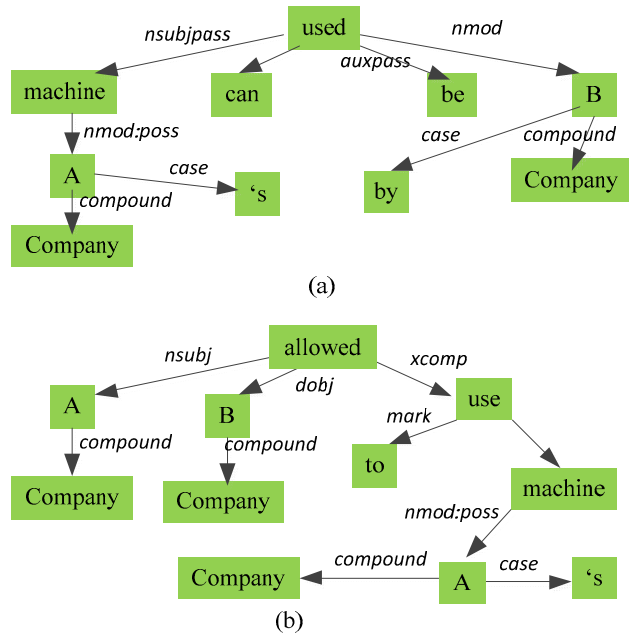 used
nsubjpass
nmod
auxpass
machine
can
be
B
nmod:poss
case
compound
A
case
's
by
Company
compound
Company
(a)
allowed
nsubj
xcomp
dobj
A
B
use
mark
compound
compound
to
Company
Company
machine
nmod:poss
compound
case
Company
A
's
(b)